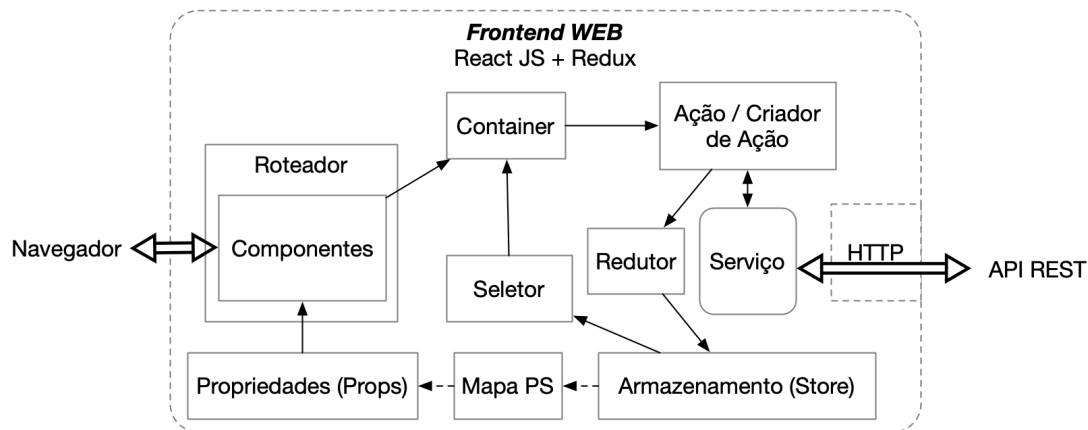 Frontend WEB
React JS + Redux
Container
Ação / Criador
de Ação
Roteador
Navegador
Componentes
Seletor
Redutor
Serviço
HTTP
API REST
Propriedades (Props)
Mapa PS
Armazenamento (Store)